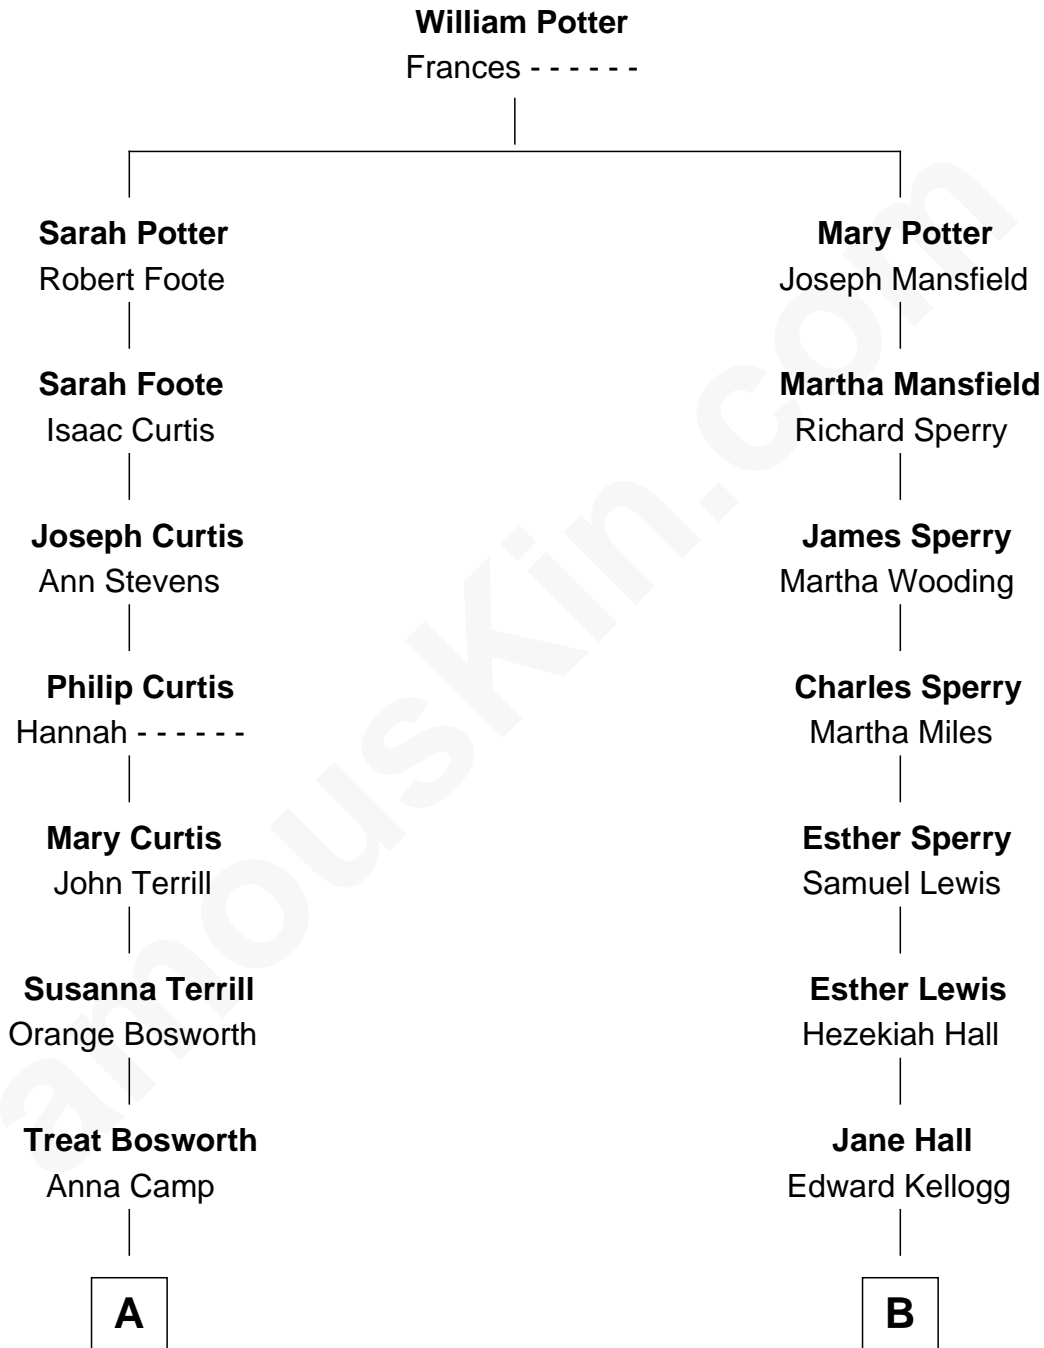 William Potter
Frances - - - - - -
Sarah Potter
Robert Foote
Mary Potter
Joseph Mansfield
Sarah Foote
Isaac Curtis
Martha Mansfield
Richard Sperry
Joseph Curtis
Ann Stevens
James Sperry
Martha Wooding
Philip Curtis
Hannah - - - - - -
Charles Sperry
Martha Miles
Mary Curtis
John Terrill
Esther Sperry
Samuel Lewis
Susanna Terrill
Orange Bosworth
Esther Lewis
Hezekiah Hall
Treat Bosworth
Anna Camp
Jane Hall
Edward Kellogg
A
B
amousKin.com